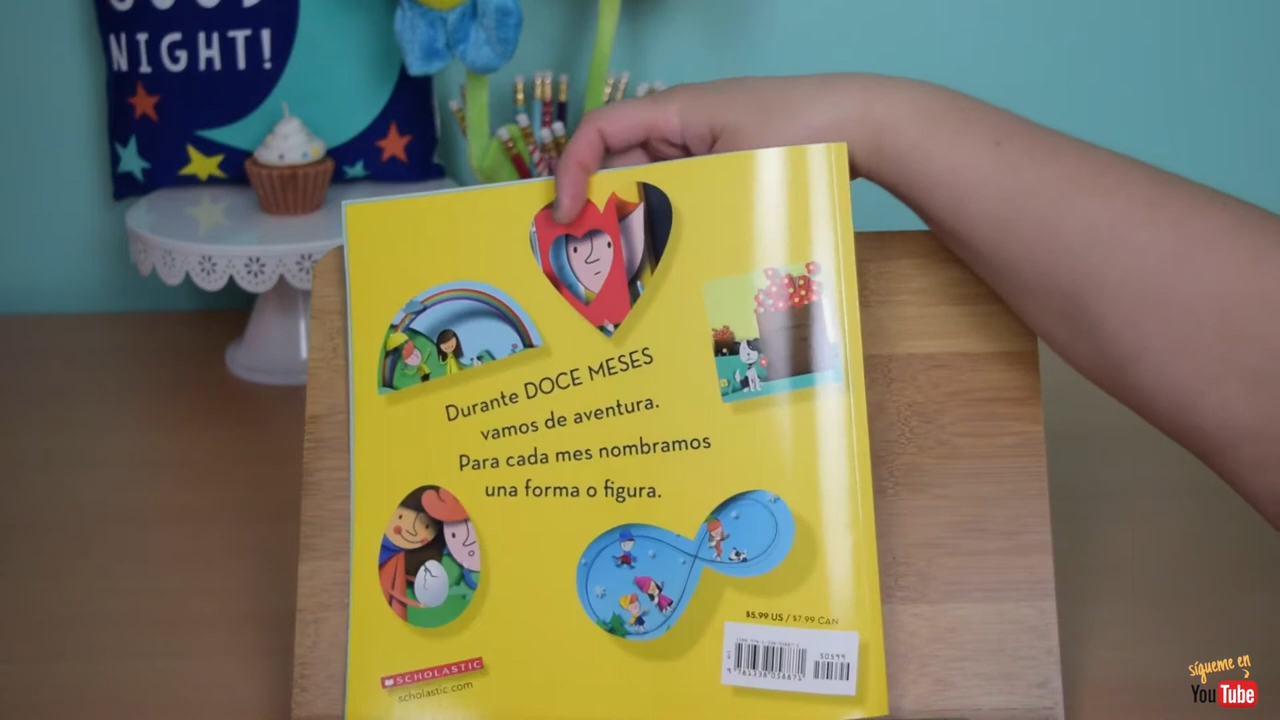 NIGHT!
Durante DOCE MESES
vamos de aventura.
Para cada mes nombramos
una forma o figura.
$5.99 US / $7.99 CAN
50599
SCHOLASTIC
scholastic.com
sígueme en
YouTube